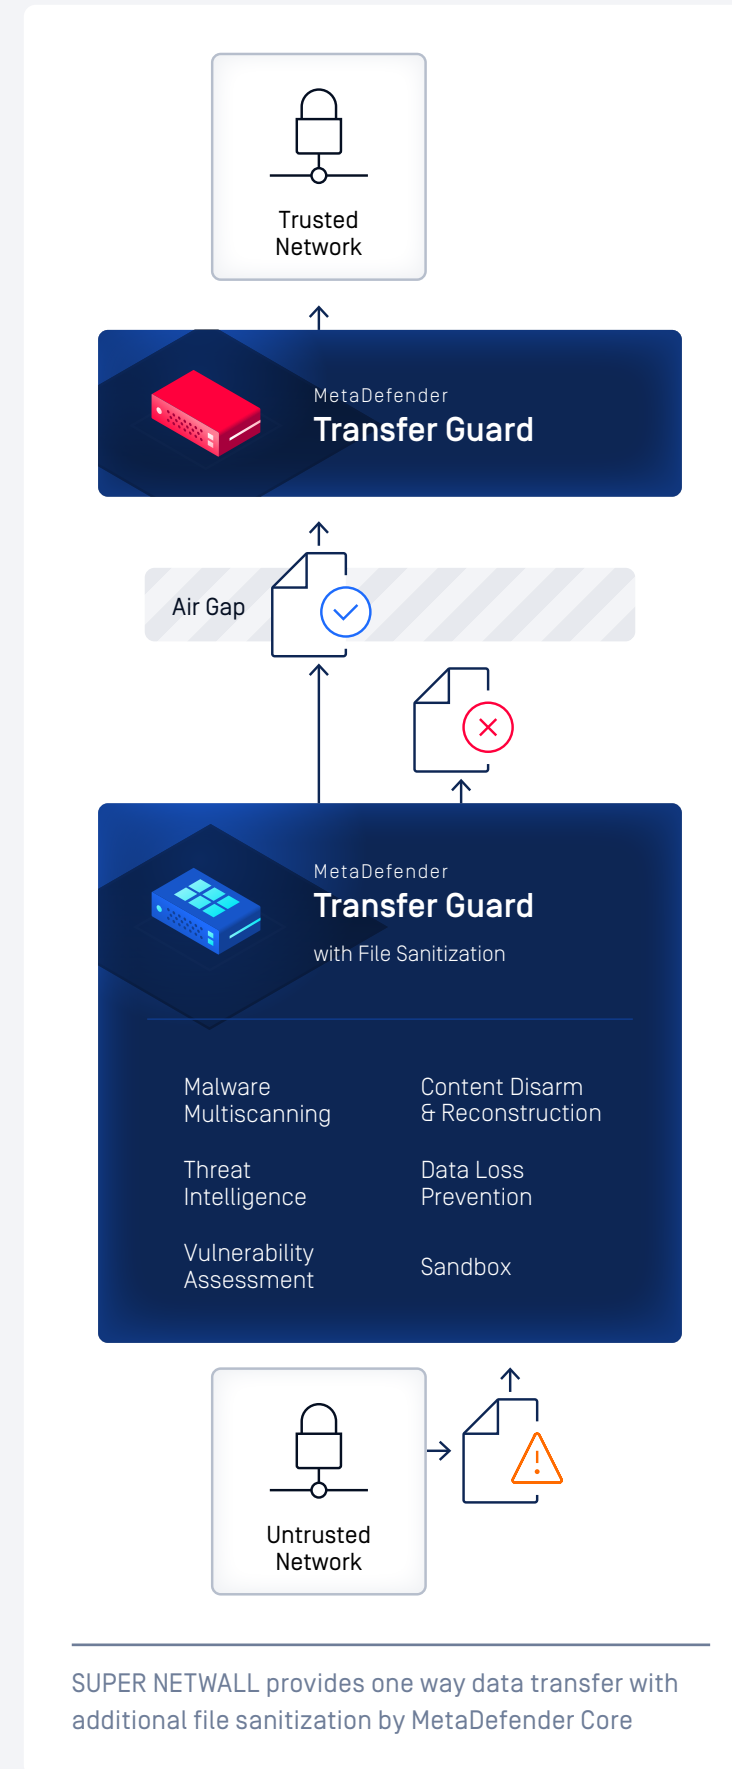 Trusted
Network
MetaDefender
Transfer Guard
Air Gap
MetaDefender
Transfer Guard
with File Sanitization
Malware
Multiscanning
Content Disarm
& Reconstruction
Threat
Intelligence
Data Loss
Prevention
Vulnerability
Assessment
Sandbox
Untrusted
Network
SUPER NETWALL provides one way data transfer with
additional file sanitization by MetaDefender Core